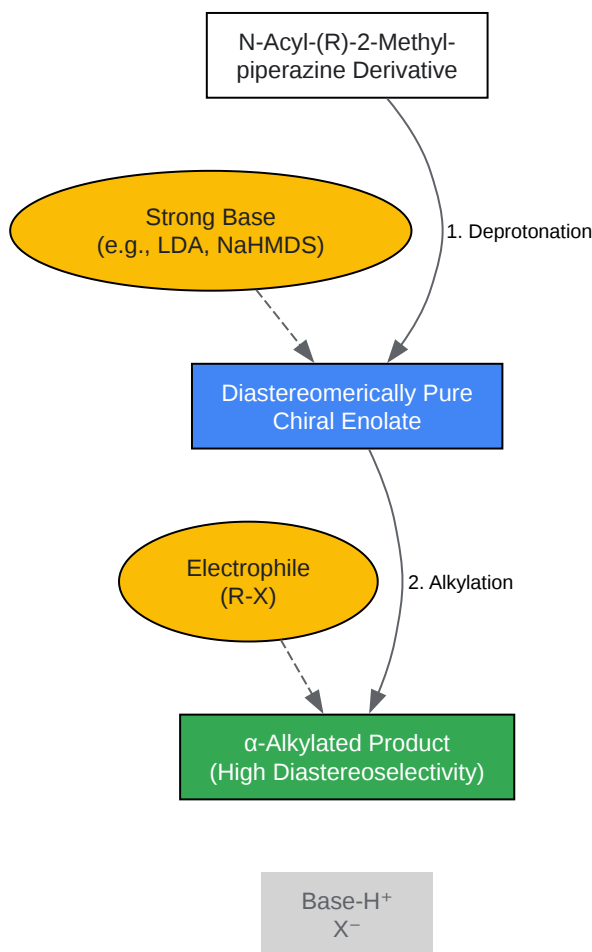 N-Acyl-(R)-2-Methyl-
piperazine Derivative
Strong Base
(e.g., LDA, NaHMDS)
1. Deprotonation
Diastereomerically Pure
Chiral Enolate
Electrophile
(R-X)
2. Alkylation
α-Alkylated Product
(High Diastereoselectivity)
Base-H⁺
X⁻